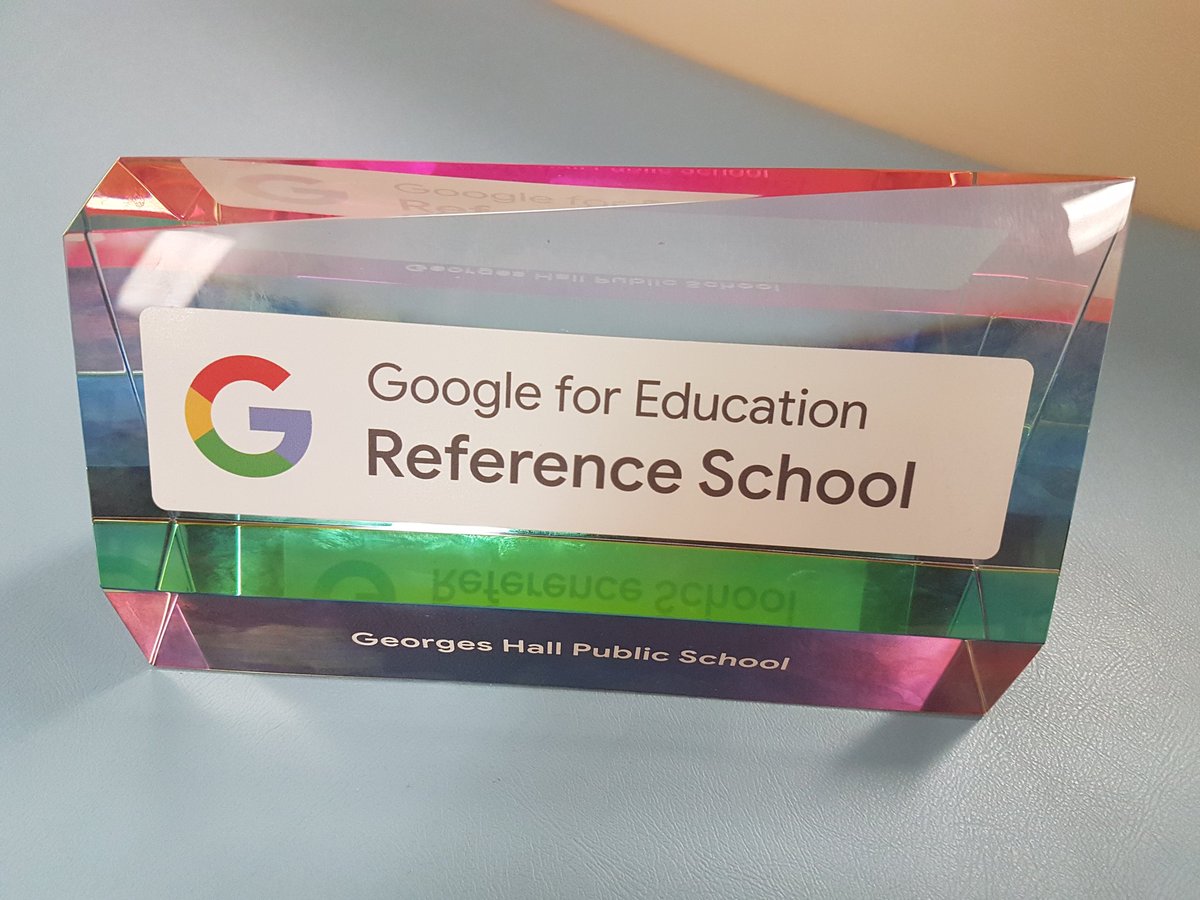 Google for Education
Reference School
Georges Hall Public School